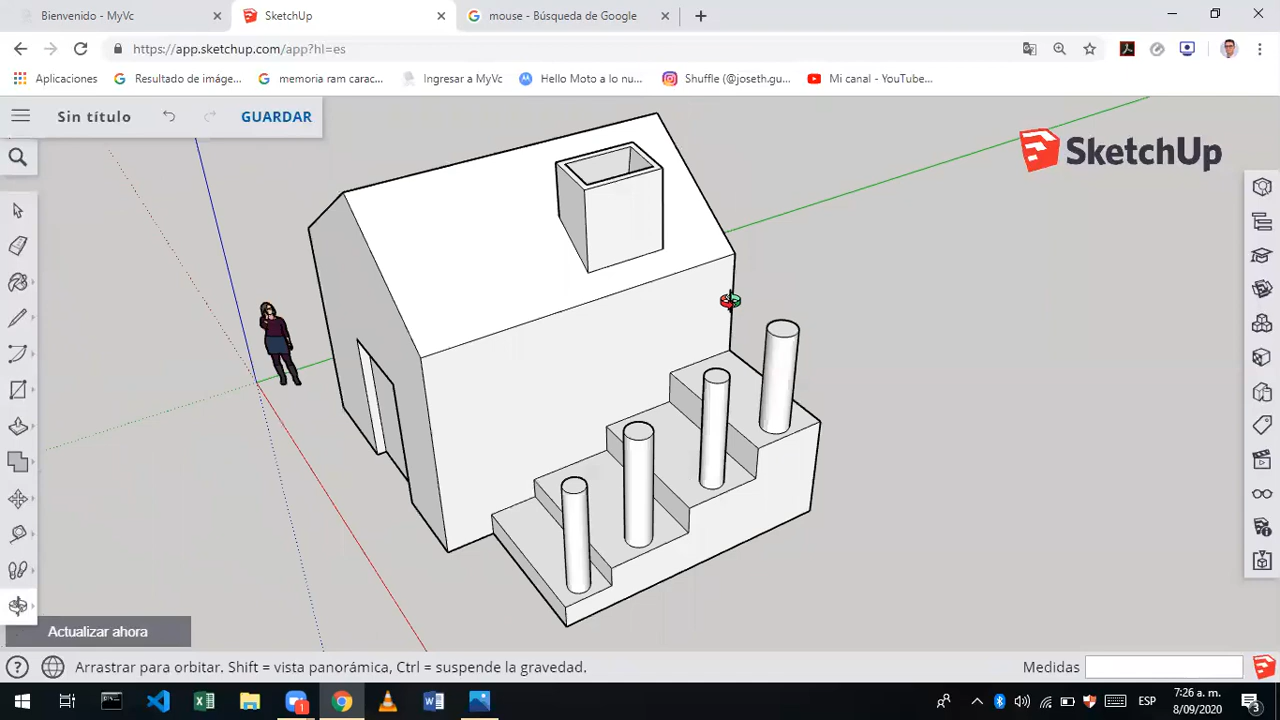 Bienvenido - MyVc
SketchUp
mouse - Búsqueda de Google
https://app.sketchup.com/app?hl=es
Aplicaciones
Resultado de imáge...
memoria ram carac...
Ingresar a MyVc
Hello Moto a lo nu...
Shuffle (@joseth.gu...
Mi canal - YouTube...
Sin título
GUARDAR
SketchUp
Actualizar ahora
Arrastrar para orbitar. Shift = vista panorámica, Ctrl = suspende la gravedad.
Medidas
1
ESP
7:26 a. m.
8/09/2020
3